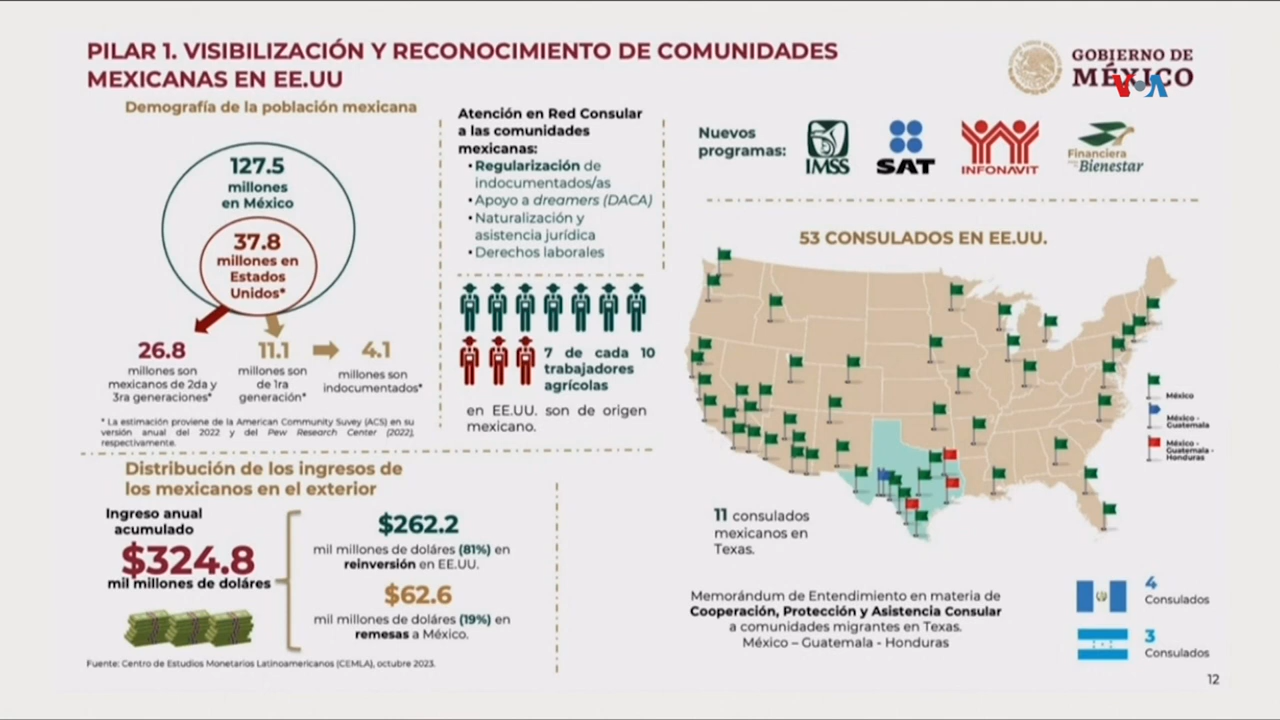 PILAR 1. VISIBILIZACIÓN Y RECONOCIMIENTO DE COMUNIDADES
MEXICANAS EN EE.UU
GOBIERNO DE
MÉXICO
VOA
Demografía de la población mexicana
127.5
millones
en México
37.8
millones en
Estados
Unidos*
26.8
millones son
mexicanos de 2da y
3ra generaciones*
11.1
millones son
de 1ra
generación*
4.1
millones son
indocumentados*
* La estimación proviene de la American Community Suvey (ACS) en su
versión anual del 2022 y del Pew Research Center (2022),
respectivamente.
Atención en Red Consular
a las comunidades
mexicanas:
• Regularización de
indocumentados/as
• Apoyo a dreamers (DACA)
• Naturalización y
asistencia jurídica
• Derechos laborales
7 de cada 10
trabajadores
agrícolas
en EE.UU. son de origen
mexicano.
Nuevos
programas:
IMSS
SAT
INFONAVIT
Financiera
para el
Bienestar
53 CONSULADOS EN EE.UU.
México
México -
Guatemala
México -
Guatemala -
Honduras
11 consulados
mexicanos en
Texas.
Distribución de los ingresos de
los mexicanos en el exterior
Ingreso anual
acumulado
$324.8
mil millones de doláres
$262.2
mil millones de doláres (81%) en
reinversión en EE.UU.
$62.6
mil millones de doláres (19%) en
remesas a México.
Fuente: Centro de Estudios Monetarios Latinoamericanos (CEMLA), octubre 2023.
Memorándum de Entendimiento en materia de
Cooperación, Protección y Asistencia Consular
a comunidades migrantes en Texas.
México – Guatemala - Honduras
4
Consulados
3
Consulados
12